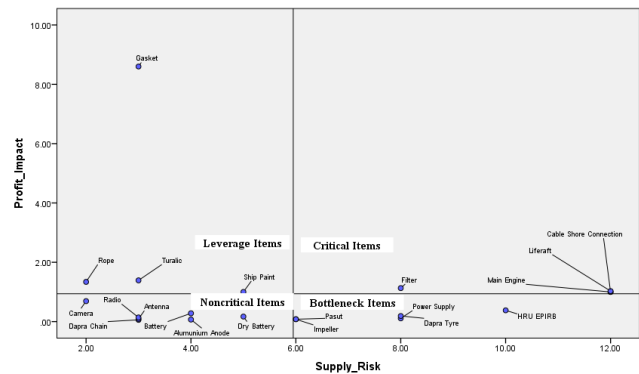 10.00
Gasket
8.00
6.00
Profit_Impact
4.00
Cable Shore Connection
Leverage Items
Critical Items
Liferaft
Rope
Turalic
2.00
Ship Paint
Filter
Main Engine
Radio
Antenna
Noncritical Items
Bottleneck Items
Power Supply
Camera
.00
Dapra Chain
Battery
Alumunium Anode
Dry Battery
Pasut
Impeller
Dapra Tyre
HRU EPIRB
2.00
4.00
6.00
8.00
10.00
12.00
Supply_Risk